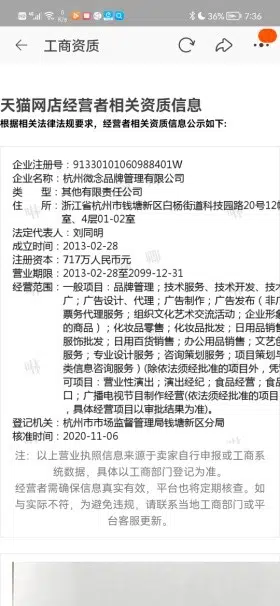 36% 7:36
工商资质
天猫网店经营者相关资质信息
根据相关法律法规要求，经营者相关资质信息公示如下：
企业注册号：91330101060988401W
企业名称：杭州微念品牌管理有限公司
类 型：其他有限责任公司
住 所：浙江省杭州市钱塘新区白杨街道科技园路20号12
室、4层01-02室
法定代表人：刘同明
成立时间：2013-02-28
注册资本：717万人民币元
营业期限：2013-02-28至2099-12-31
经营范围：一般项目：品牌管理；技术服务、技术开发、技术
广；广告设计、代理；广告制作；广告发布（非广
票务代理服务；组织文化艺术交流活动；企业形象
的商品）；化妆品零售；化妆品批发；日用品销售
服饰批发；日用百货销售；办公用品销售；文艺创
服务；专业设计服务；咨询策划服务；项目策划与
类信息咨询服务）(除依法须经批准的项目外，凭
可项目：营业性演出；演出经纪；食品经营；食品
口；广播电视节目制作经营(依法须经批准的项目
，具体经营项目以审批结果为准)。
登记机关：杭州市市场监督管理局钱塘新区分局
核准时间：2020-11-06
注：以上营业执照信息来源于卖家自行申报或工商系
统数据，具体以工商部门登记为准。
经营者需确保信息真实有效，平台也将定期核查。如
与实际不符，为避免违规，请联系当地工商部门或平
台客服更新。